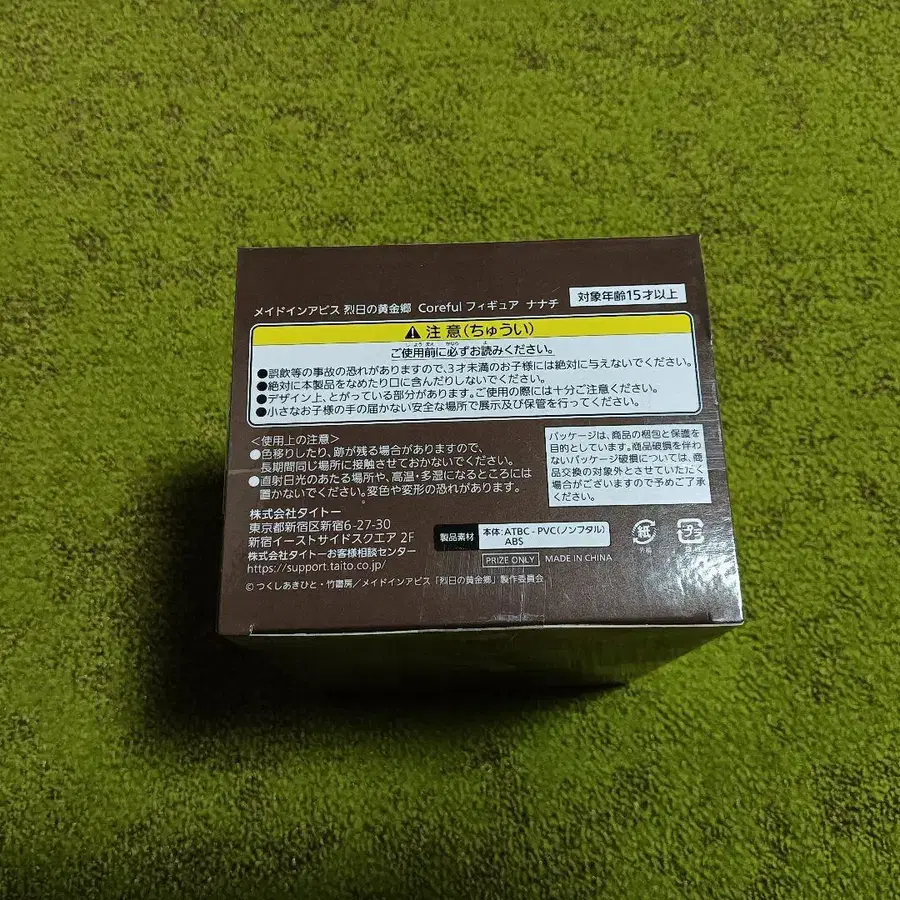 メイドインアビス 烈日の黄金郷 Coreful フィギュア ナナチ
対象年齢15才以上
⚠ 注意(ちゅうい)
ご使用前に必ずお読みください。
●誤飲等の事故の恐れがありますので、3才未満のお子様には絶対に与えないでください。
●絶対に本製品をなめたり口に含んだりしないでください。
●デザイン上、とがっている部分があります。ご使用の際には十分ご注意ください。
●小さなお子様の手の届かない安全な場所で展示及び保管を行ってください。
<使用上の注意>
●色移りしたり、跡が残る場合がありますので、
長期間同じ場所に接触させておかないでください。
●直射日光のあたる場所や、高温・多湿になるところには
置かないでください。変色や変形の恐れがあります。
パッケージは、商品の梱包と保護を
目的としています。商品破損を伴わ
ないパッケージ破損については、商
品交換の対象外とさせていただく
場合がございますので予めご了承
ください。
株式会社タイトー
東京都新宿区新宿6-27-30
新宿イーストサイドスクエア 2F
株式会社タイトーお客様相談センター
https://support.taito.co.jp/
製品素材
本体:ATBC-PVC(ノンフタル)
ABS
PRIZE ONLY MADE IN CHINA
紙
プラ
© つくしあきひと・竹書房/メイドインアビス「烈日の黄金郷」製作委員会